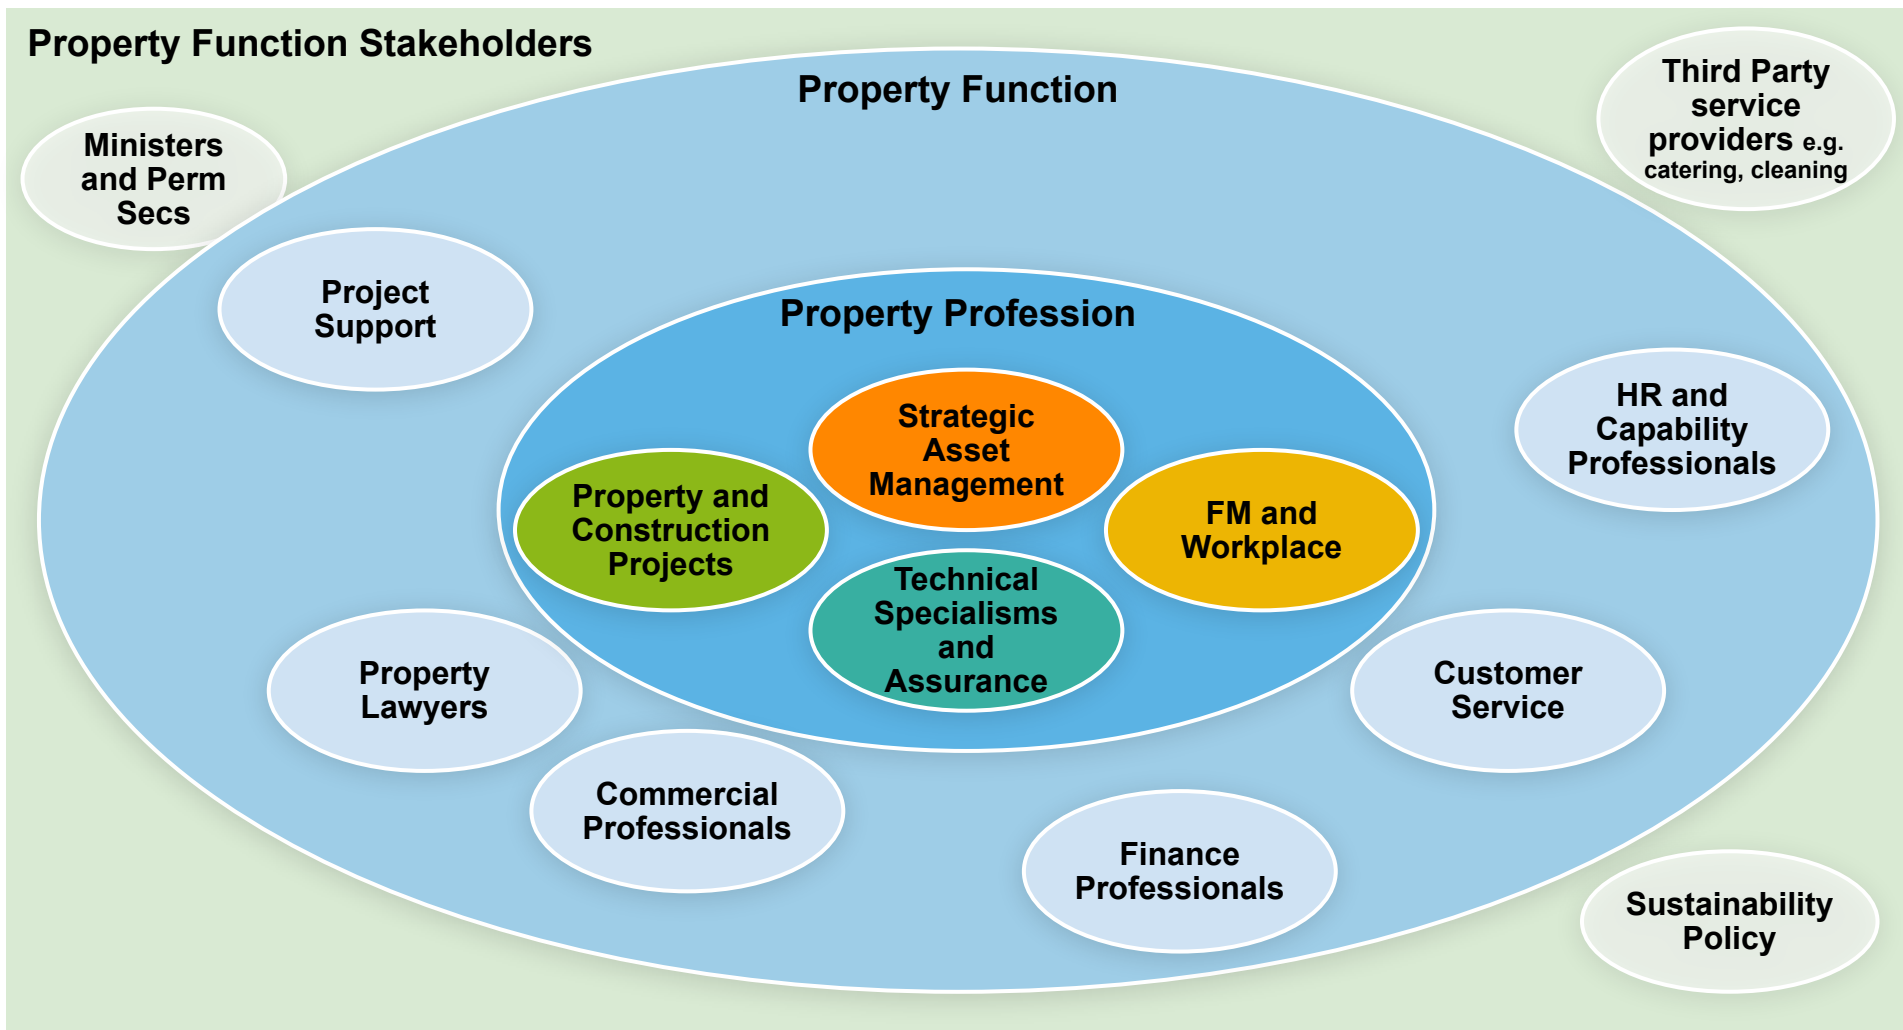 Property Function Stakeholders
Property Function
Third Party
service
providers e.g.
catering, cleaning
Ministers
and Perm
Secs
Project
Support
Property Profession
HR and
Capability
Professionals
Strategic
Asset
Management
Property and
Construction
Projects
FM and
Workplace
Technical
Specialisms
and
Assurance
Property
Lawyers
Customer
Service
Commercial
Professionals
Finance
Professionals
Sustainability
Policy